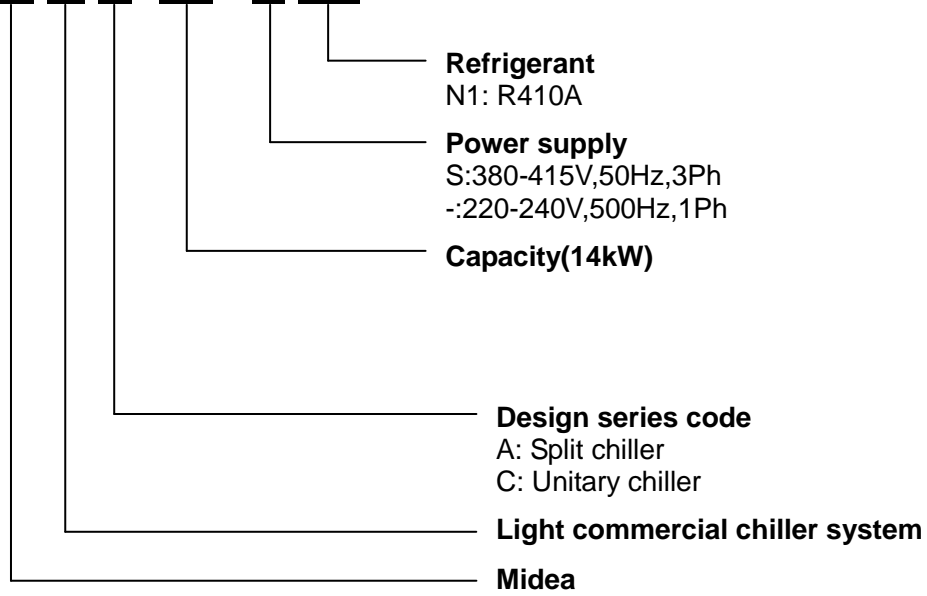 Refrigerant
N1: R410A
Power supply
S:380-415V,50Hz,3Ph
-:220-240V,500Hz,1Ph
Capacity(14kW)
Design series code
A: Split chiller
C: Unitary chiller
Light commercial chiller system
Midea